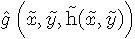 ĝ(x̃, ỹ, h̃(x̃, ỹ))